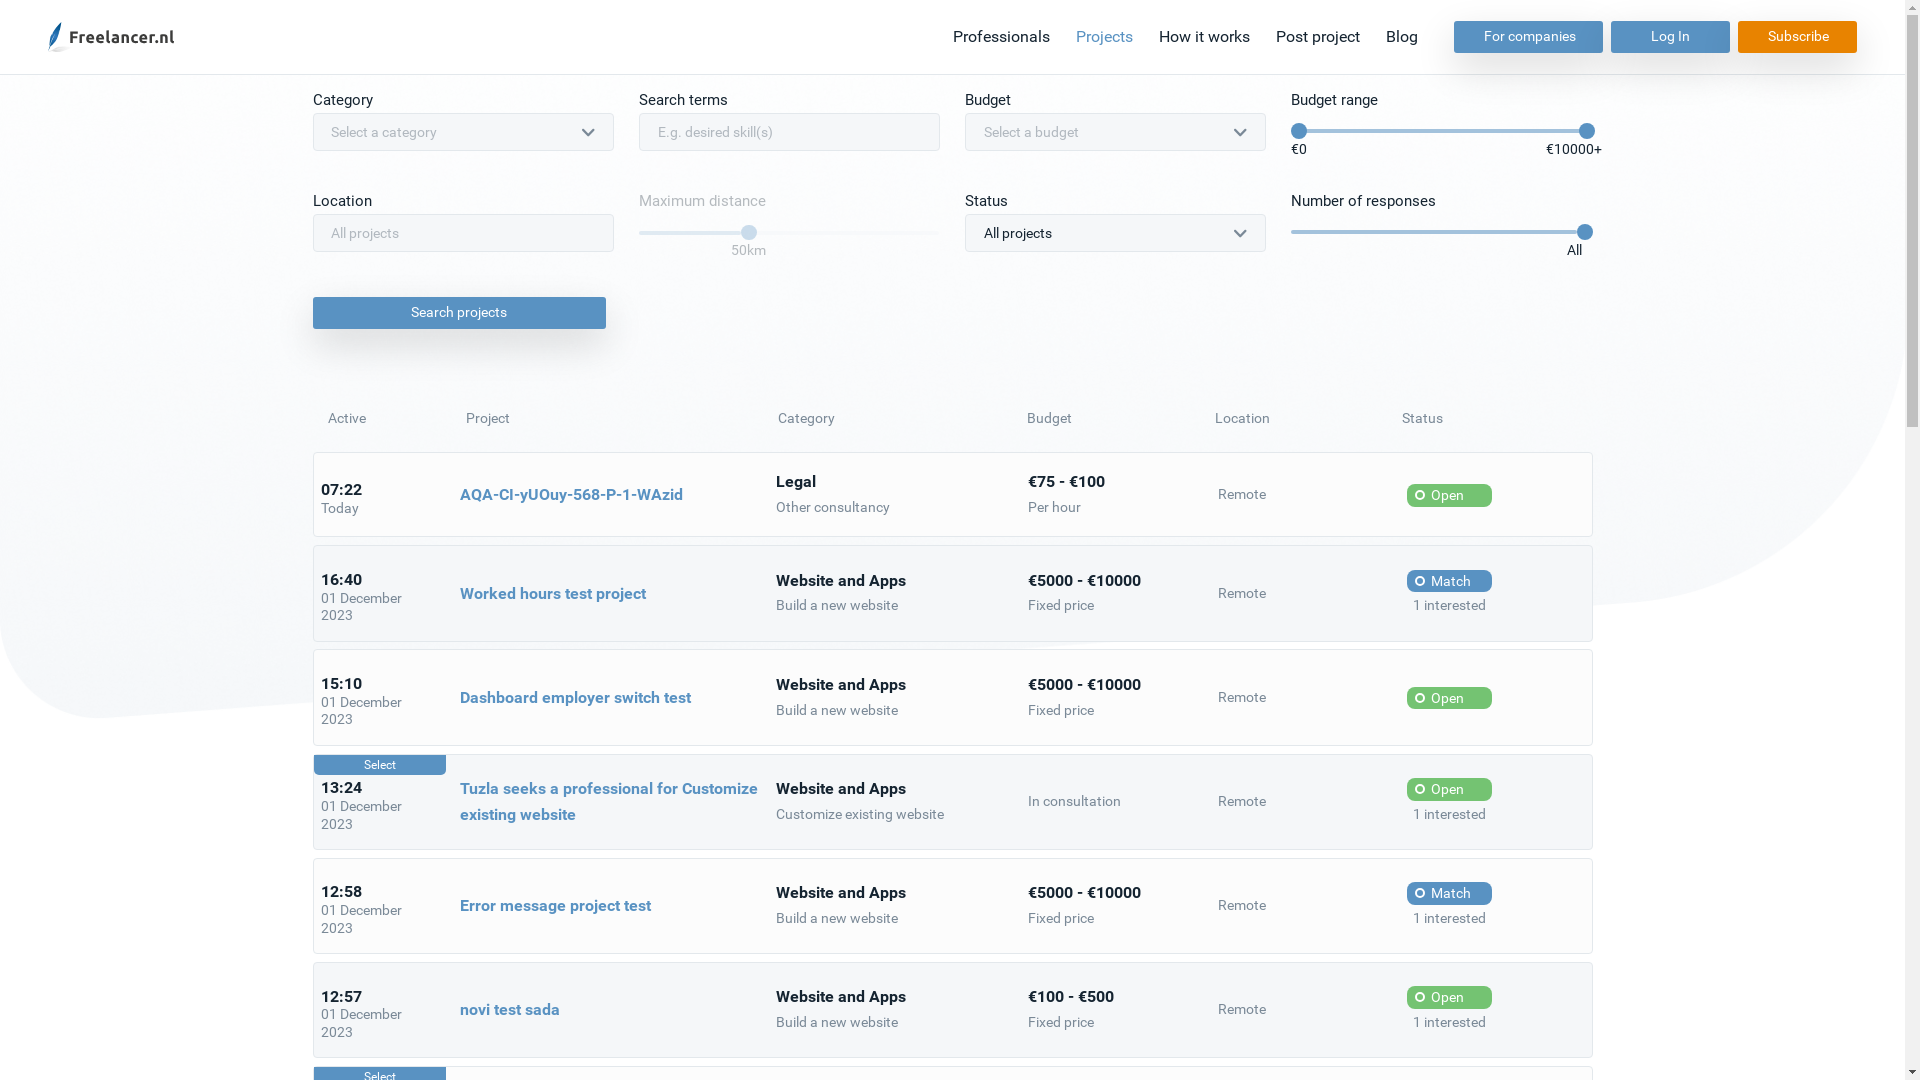 Freelancer.nl
Professionals Projects How it works Post project Blog For companies Log In Subscribe
Category Search terms Budget Budget range
Select a category E.g. desired skill(s) Select a budget
€0 €10000+
Location Maximum distance Status Number of responses
All projects All projects
50km All
Search projects
Active Project Category Budget Location Status
07:22
Today
AQA-CI-yUOuy-568-P-1-WAzid
Legal
Other consultancy
€75 - €100
Per hour
Remote
Open
16:40
01 December
2023
Worked hours test project
Website and Apps
Build a new website
€5000 - €10000
Fixed price
Remote
Match
1 interested
15:10
01 December
2023
Dashboard employer switch test
Website and Apps
Build a new website
€5000 - €10000
Fixed price
Remote
Open
Select
13:24
01 December
2023
Tuzla seeks a professional for Customize
existing website
Website and Apps
Customize existing website
In consultation
Remote
Open
1 interested
12:58
01 December
2023
Error message project test
Website and Apps
Build a new website
€5000 - €10000
Fixed price
Remote
Match
1 interested
12:57
01 December
2023
novi test sada
Website and Apps
Build a new website
€100 - €500
Fixed price
Remote
Open
1 interested
Select